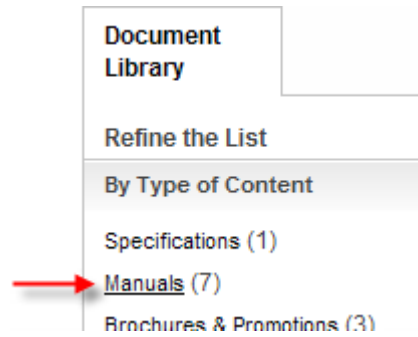 Document
Library
Refine the List
By Type of Content
Specifications (1)
Manuals (7)
Brochures & Promotions (3)